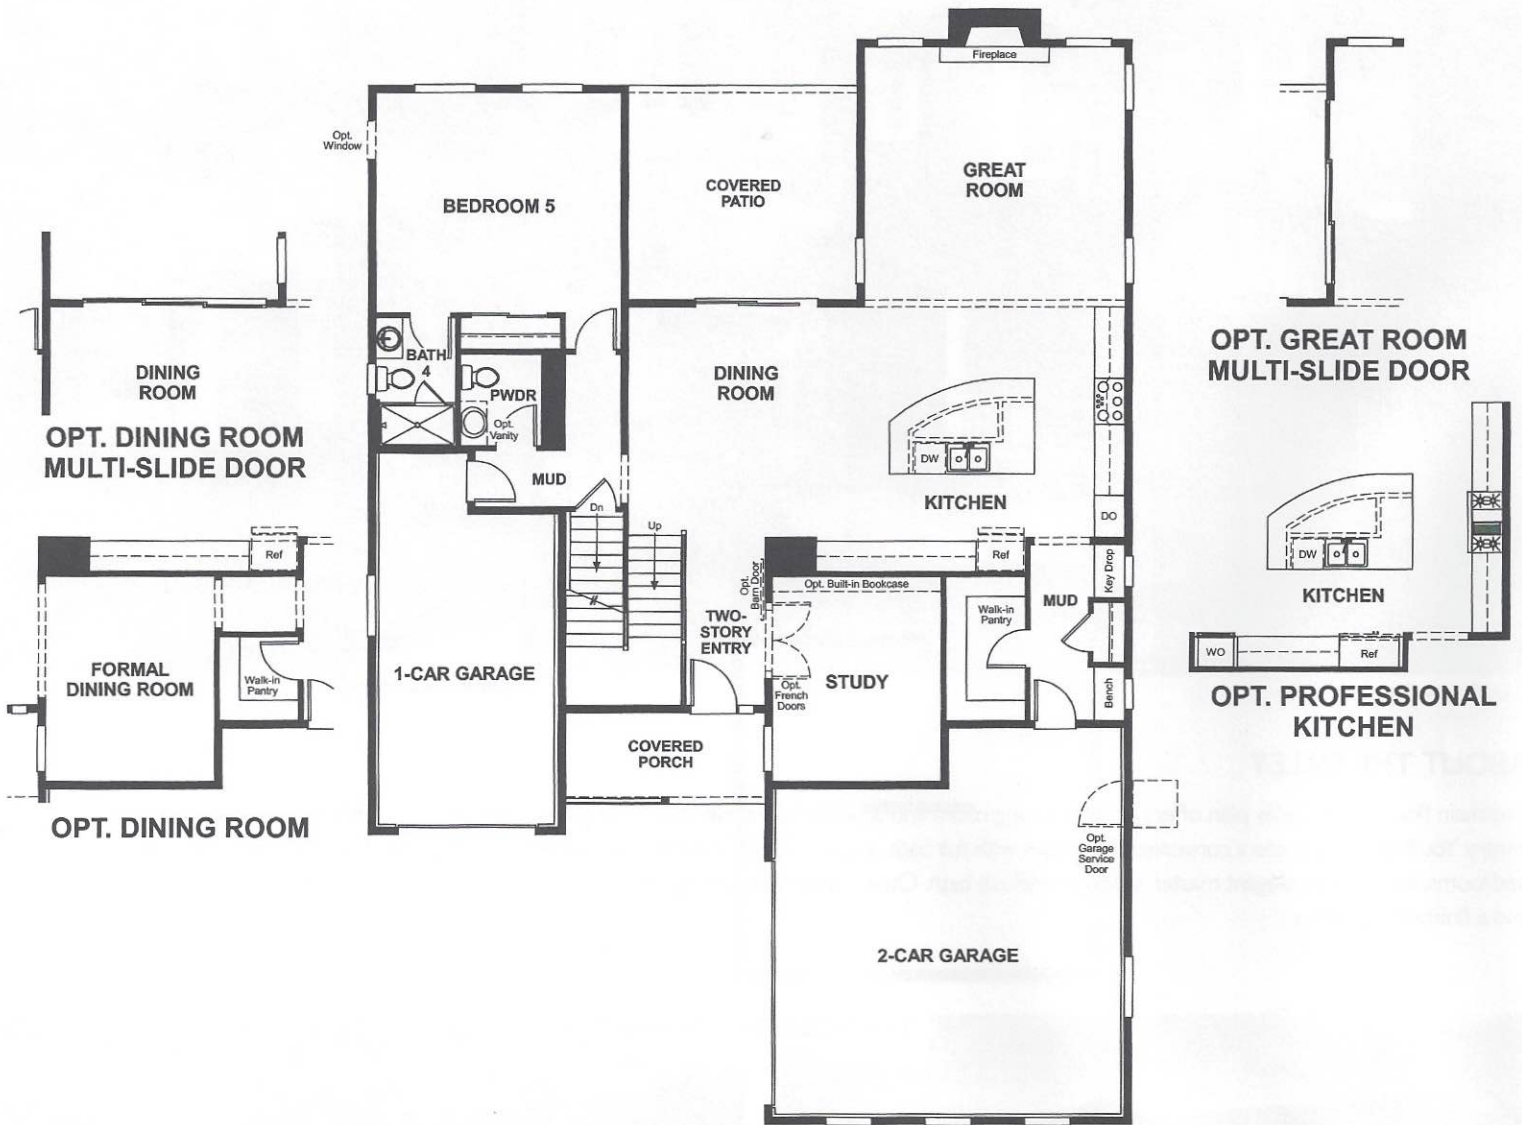 Fireplace
Opt.
Window
BEDROOM 5
COVERED
PATIO
GREAT
ROOM
DINING
ROOM
OPT. DINING ROOM
MULTI-SLIDE DOOR
BATH
4
PWDR
Opt.
Vanity
MUD
DINING
ROOM
DW
KITCHEN
DO
OPT. GREAT ROOM
MULTI-SLIDE DOOR
Dn
Up
Ref
Key Drop
Opt.
Barn Door
Opt. Built-in Bookcase
TWO-
STORY
ENTRY
Walk-in
Pantry
MUD
Bench
1-CAR GARAGE
Opt.
French
Doors
STUDY
COVERED
PORCH
Opt.
Garage
Service
Door
2-CAR GARAGE
Ref
FORMAL
DINING ROOM
Walk-in
Pantry
OPT. DINING ROOM
DW
KITCHEN
WO
Ref
OPT. PROFESSIONAL
KITCHEN